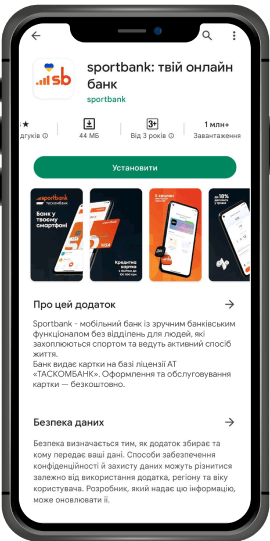 sb
sportbank: твій онлайн
банк
sportbank
★
дгуків
44 МБ
3+
Від 3 років
1 млн+
Завантаження
Установити
sportbank
ТАСКОМБАНК
Банк у
твоєму
смартфоні
Кредитна
картка
до 18%
Про цей додаток
Sportbank - мобільний банк із зручним банківським
функціоналом без відділень для людей, які
захоплюються спортом та ведуть активний спосіб
життя.
Банк видає картки на базі ліцензії АТ
«ТАСКОМБАНК». Оформлення та обслуговування
картки — безкоштовно.
Безпека даних
Безпека визначається тим, як додаток збирає та
кому передає ваші дані. Способи забезпечення
конфіденційності й захисту даних можуть різнитися
залежно від використання додатка, регіону та віку
користувача. Розробник, який надає цю інформацію,
може оновлювати її.